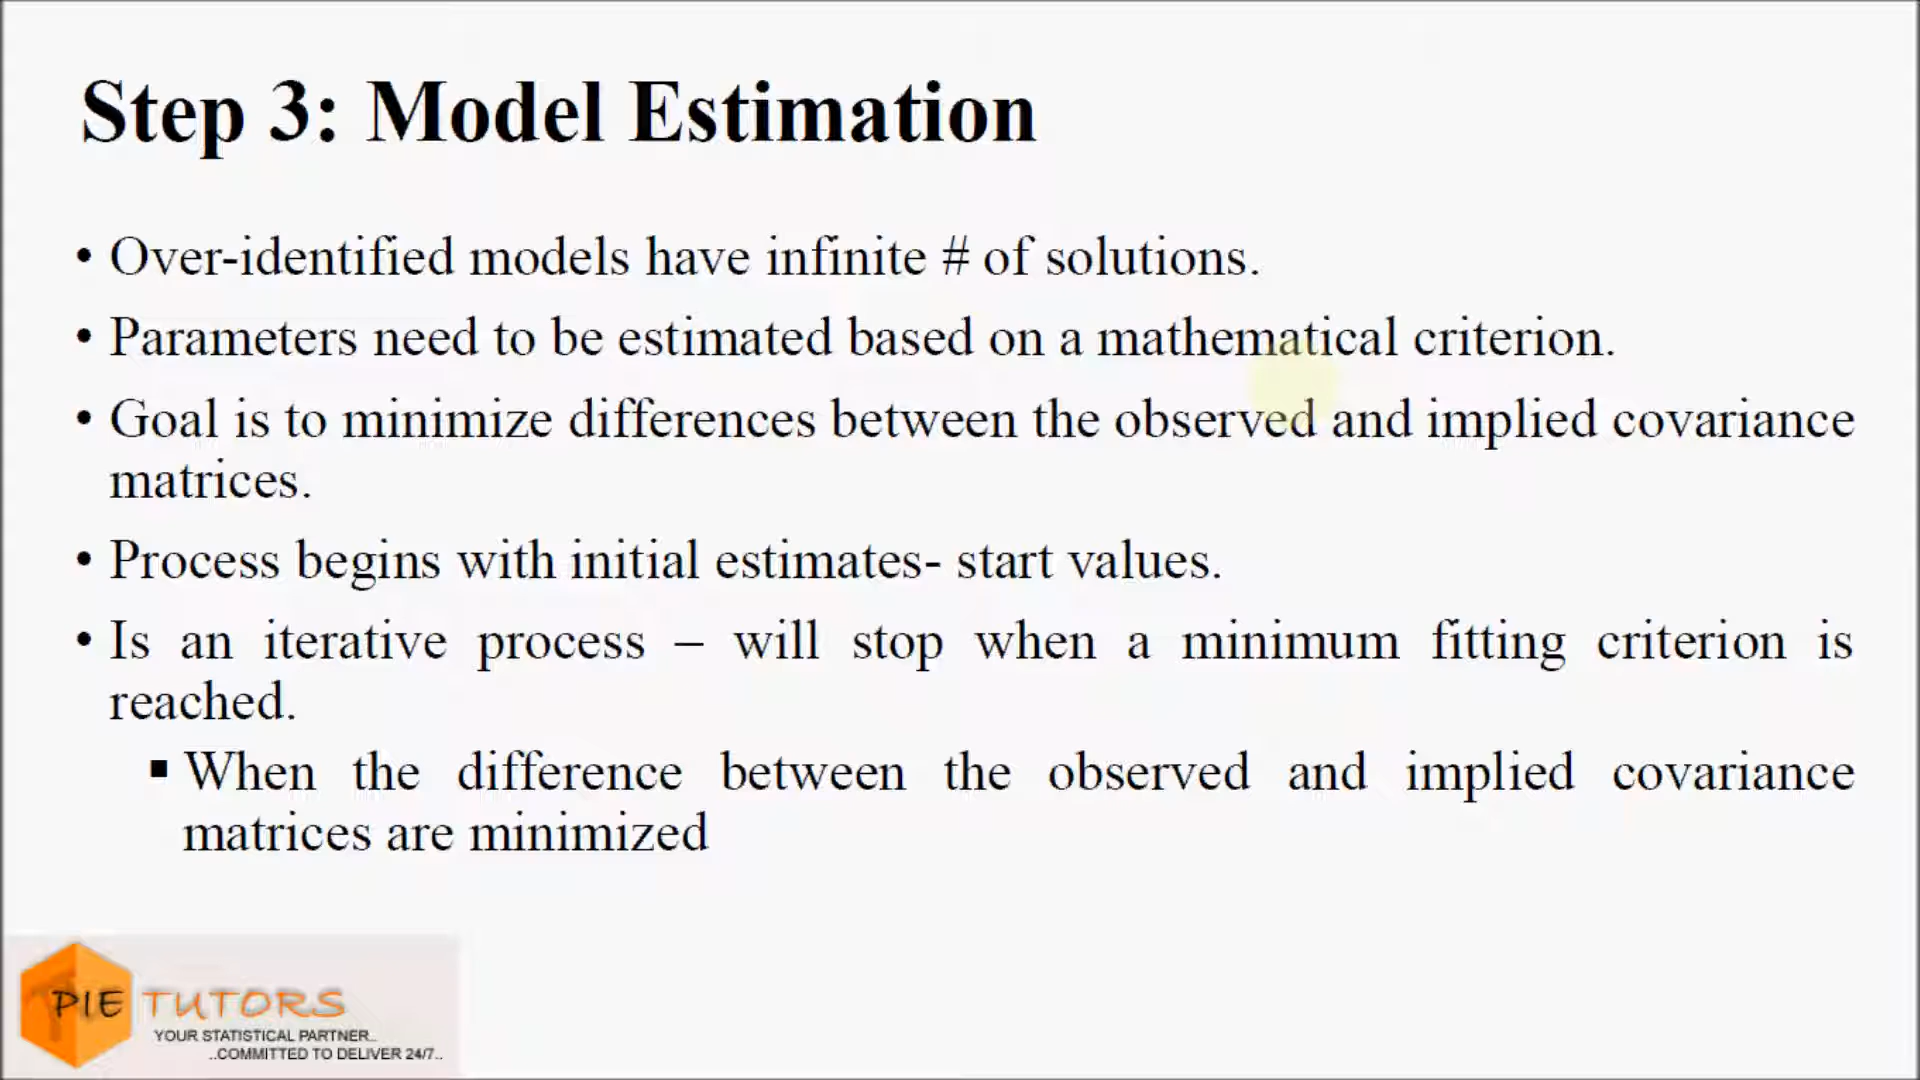 Step 3: Model Estimation
• Over-identified models have infinite # of solutions.
• Parameters need to be estimated based on a mathematical criterion.
• Goal is to minimize differences between the observed and implied covariance
matrices.
• Process begins with initial estimates- start values.
• Is an iterative process – will stop when a minimum fitting criterion is
reached.
▪ When the difference between the observed and implied covariance
matrices are minimized
PIE TUTORS
YOUR STATISTICAL PARTNER..
..COMMITTED TO DELIVER 24/7..